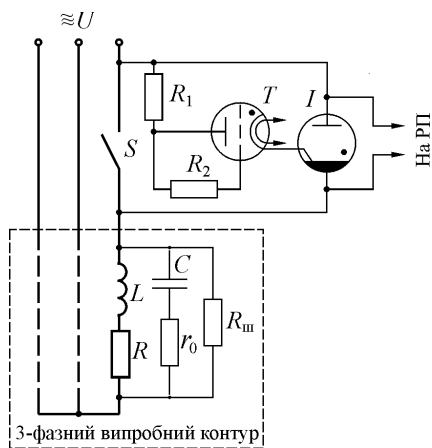 ≋U
R₁
T
I
На РП
S
R₂
L
C
R
r₀
Rш
3-фазний випробний контур